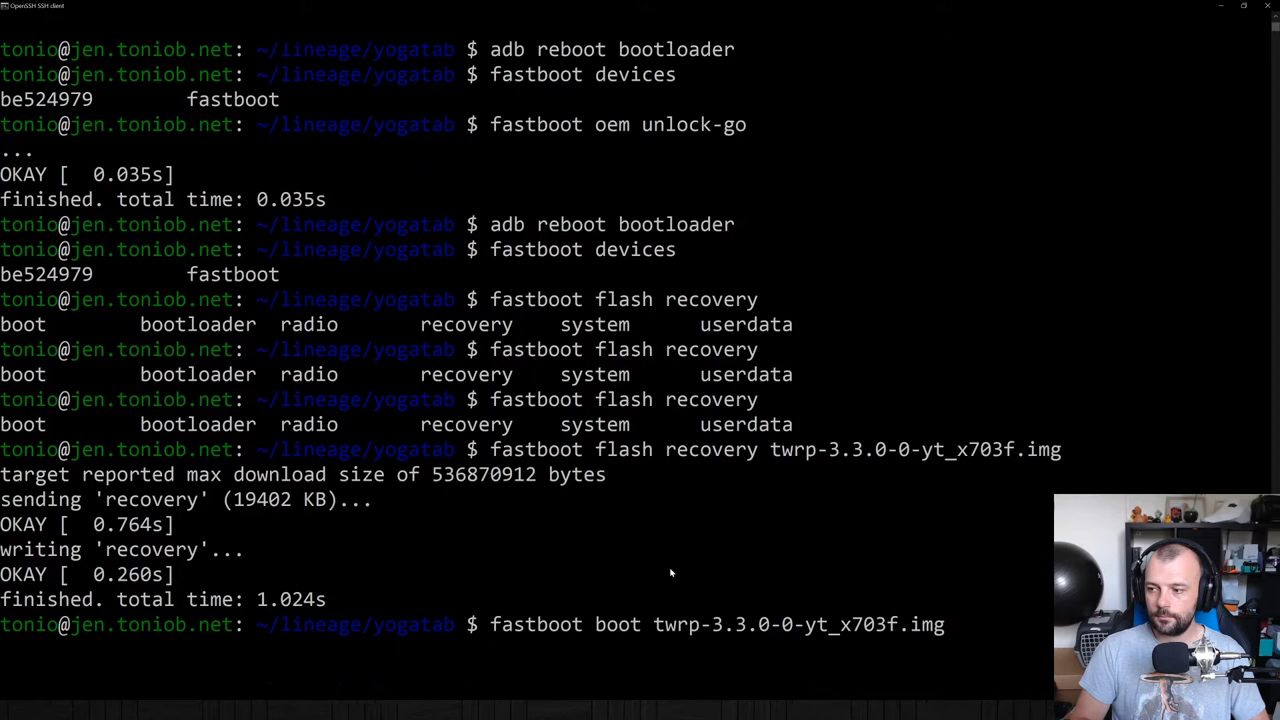 OpenSSH SSH client
tonio@jen.toniob.net: ~/lineage/yogatab $ adb reboot bootloader
tonio@jen.toniob.net: ~/lineage/yogatab $ fastboot devices
be524979 fastboot
tonio@jen.toniob.net: ~/lineage/yogatab $ fastboot oem unlock-go
...
OKAY [ 0.035s]
finished. total time: 0.035s
tonio@jen.toniob.net: ~/lineage/yogatab $ adb reboot bootloader
tonio@jen.toniob.net: ~/lineage/yogatab $ fastboot devices
be524979 fastboot
tonio@jen.toniob.net: ~/lineage/yogatab $ fastboot flash recovery
boot bootloader radio recovery system userdata
tonio@jen.toniob.net: ~/lineage/yogatab $ fastboot flash recovery
boot bootloader radio recovery system userdata
tonio@jen.toniob.net: ~/lineage/yogatab $ fastboot flash recovery
boot bootloader radio recovery system userdata
tonio@jen.toniob.net: ~/lineage/yogatab $ fastboot flash recovery twrp-3.3.0-0-yt_x703f.img
target reported max download size of 536870912 bytes
sending 'recovery' (19402 KB)...
OKAY [ 0.764s]
writing 'recovery'...
OKAY [ 0.260s]
finished. total time: 1.024s
tonio@jen.toniob.net: ~/lineage/yogatab $ fastboot boot twrp-3.3.0-0-yt_x703f.img